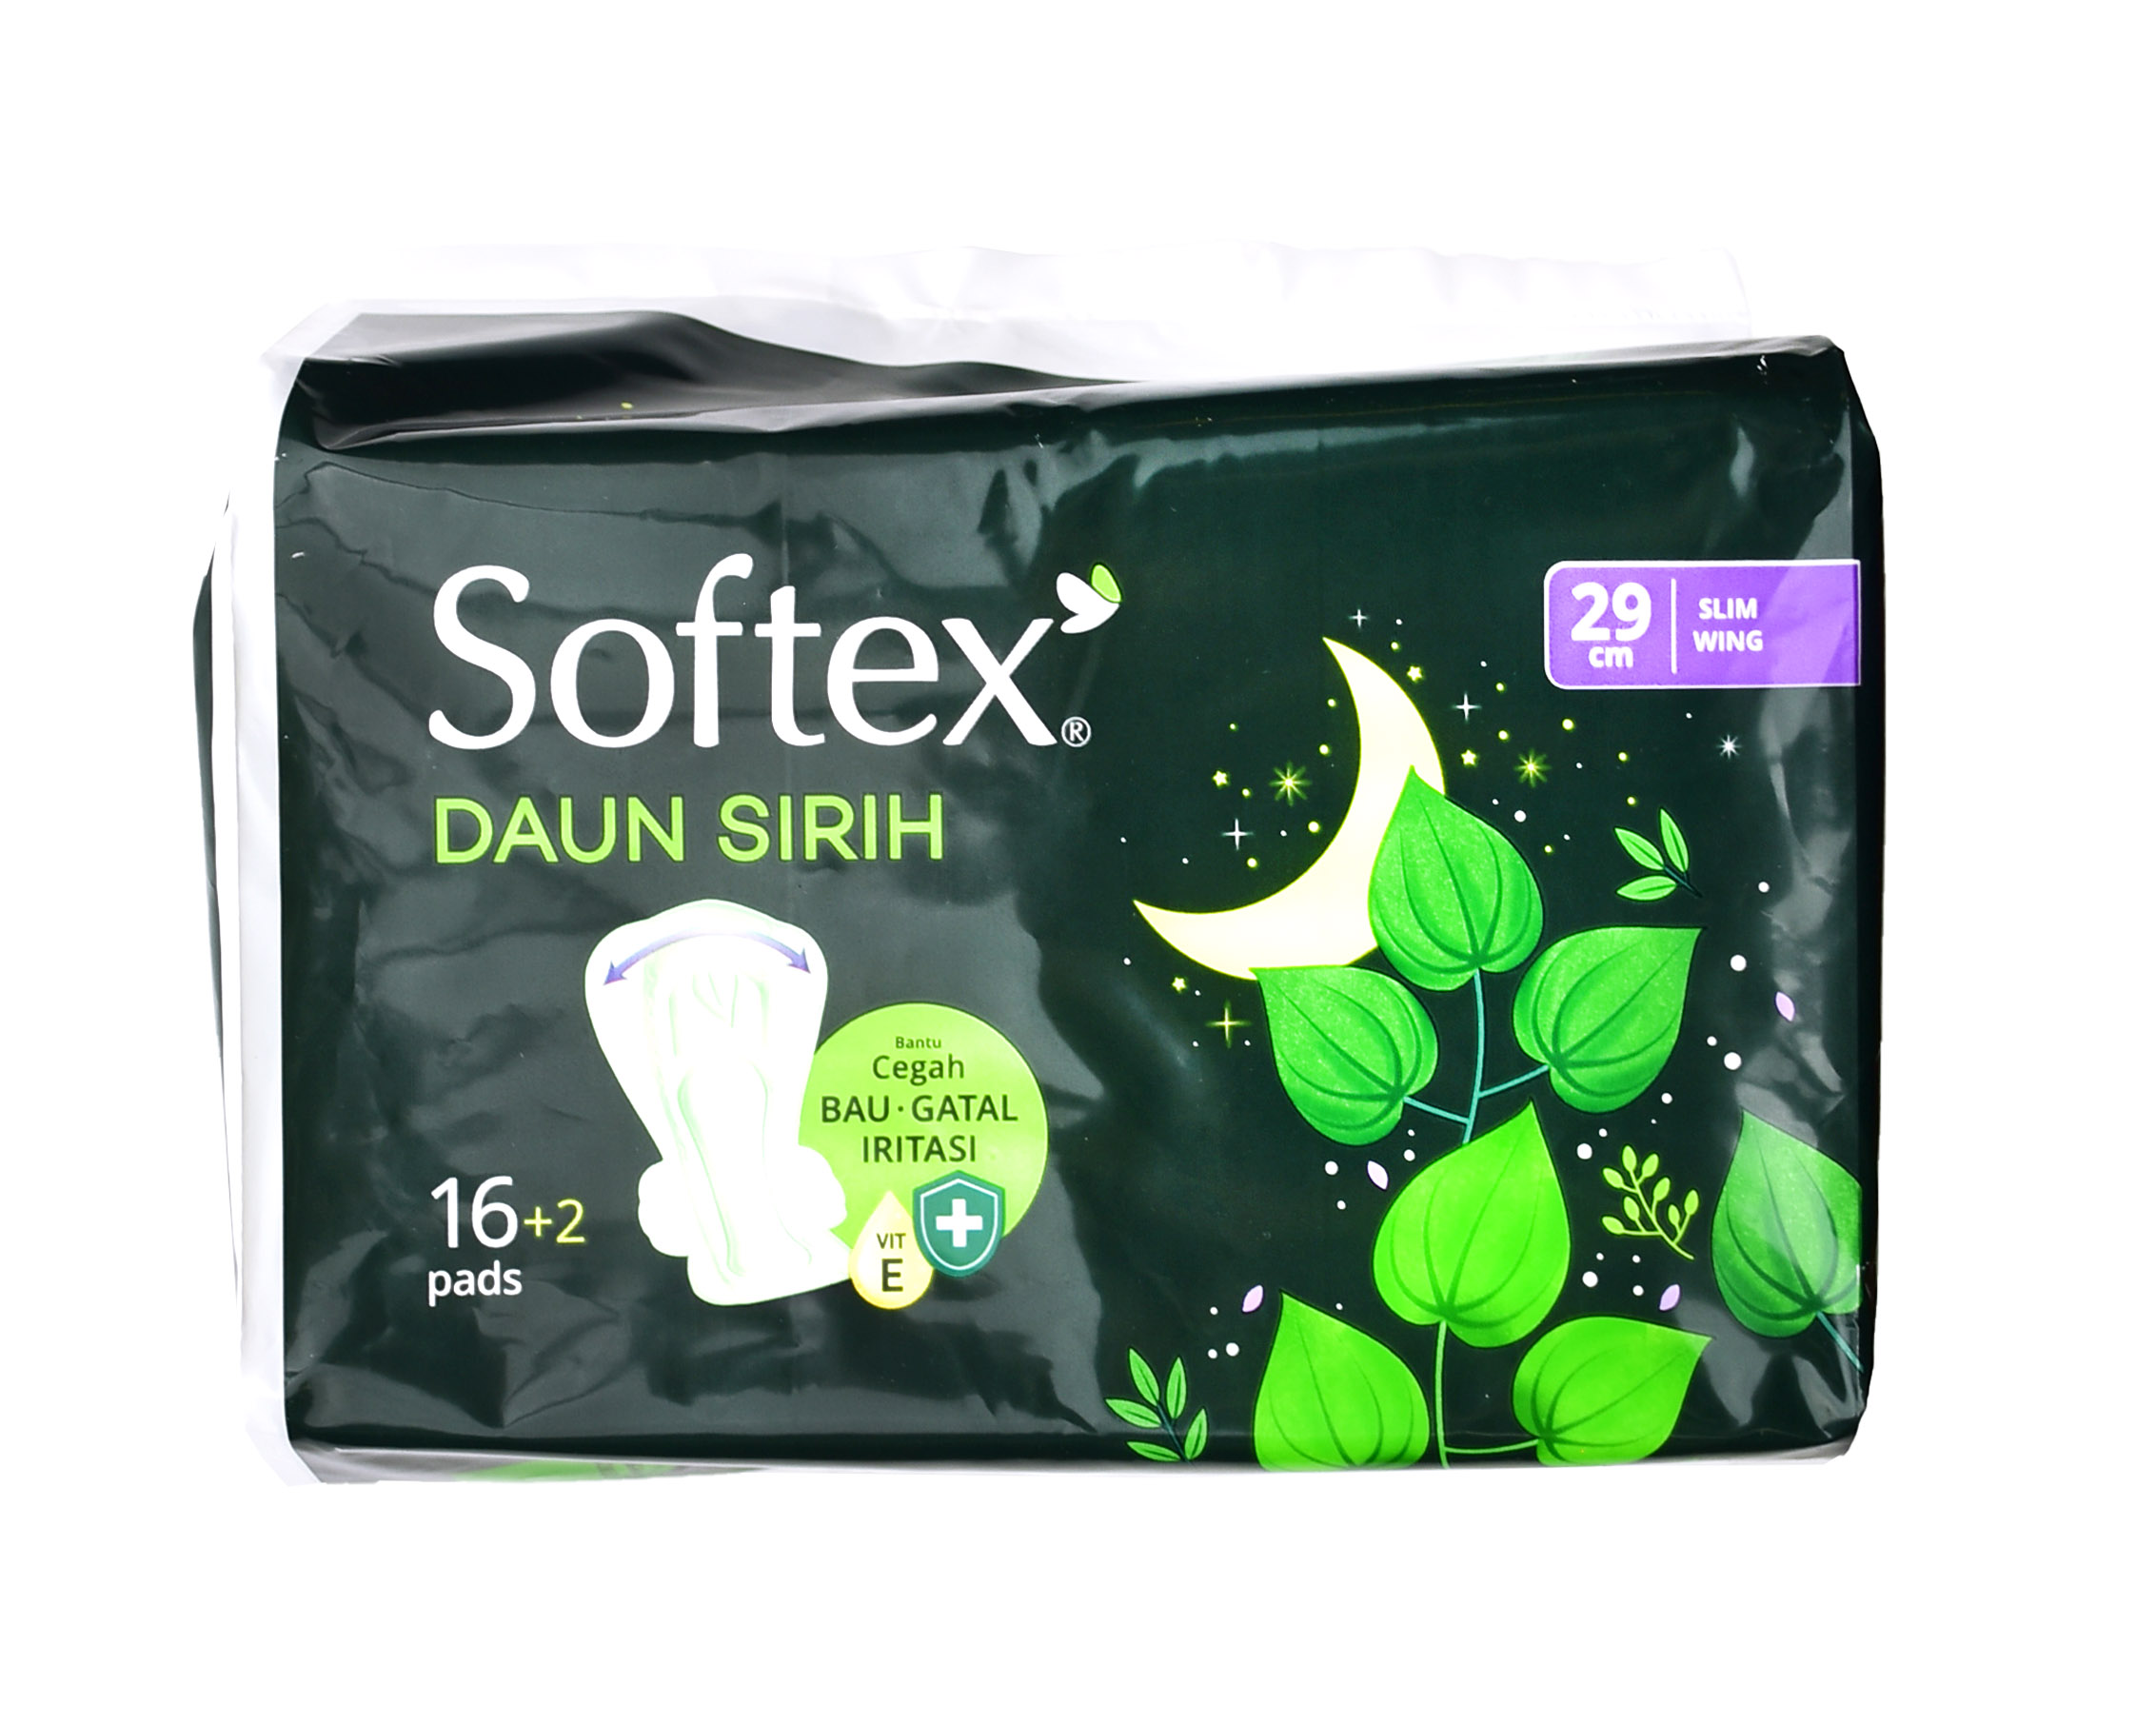 Softex®
DAUN SIRIH
29
cm
SLIM
WING
Bantu
Cegah
BAU·GATAL
IRITASI
VIT
E
16+2
pads